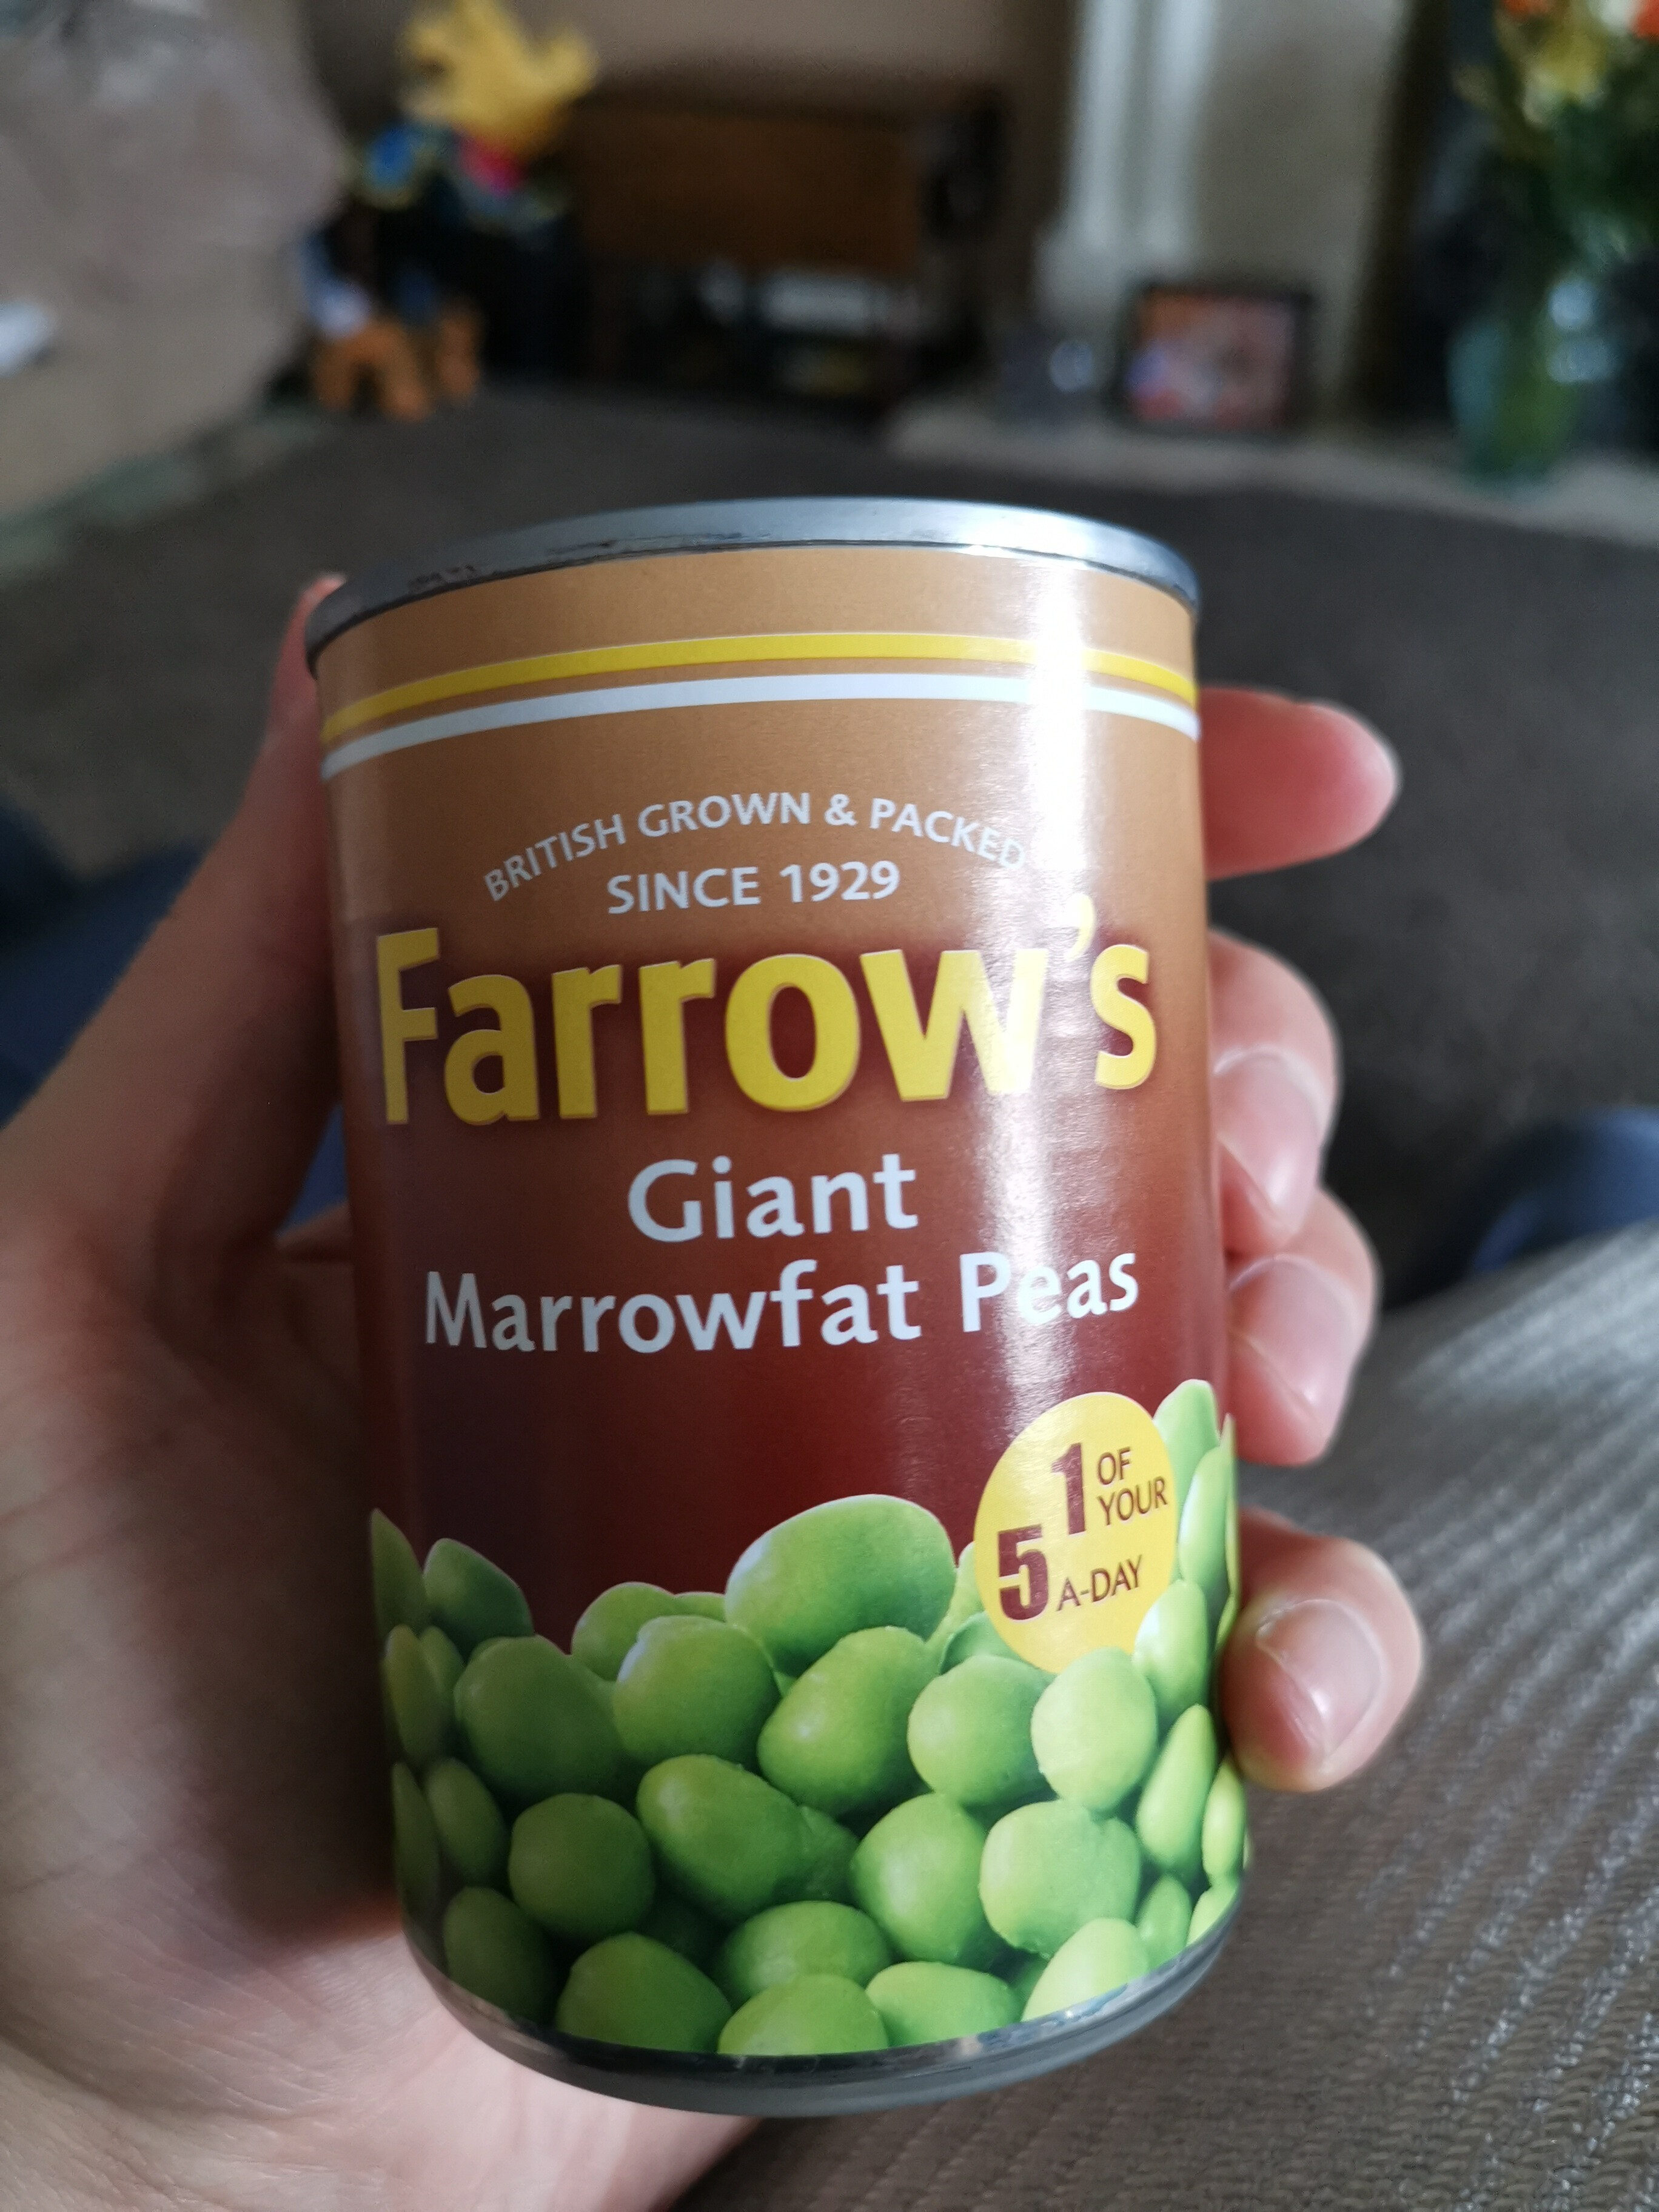 BRITISH GROWN & PACKED
SINCE 1929
Farrow's
Giant
Marrowfat Peas
1 OF
YOUR
5 A-DAY